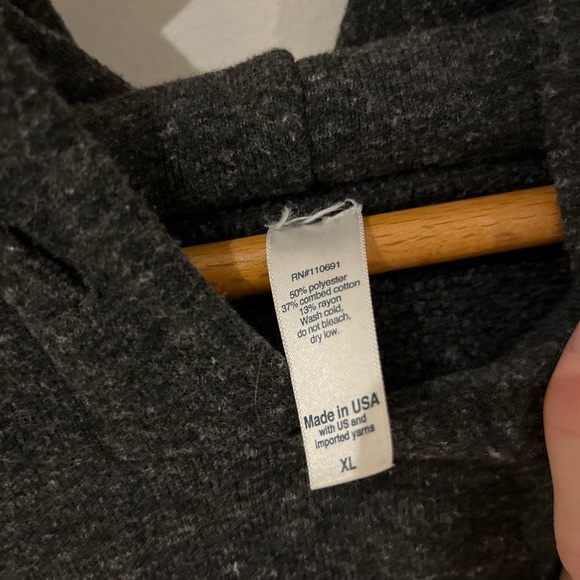 RN#110691
50% polyester
37% combed cotton
13% rayon
Wash cold,
do not bleach,
dry low.
Made in USA
with US and
imported yarns
XL